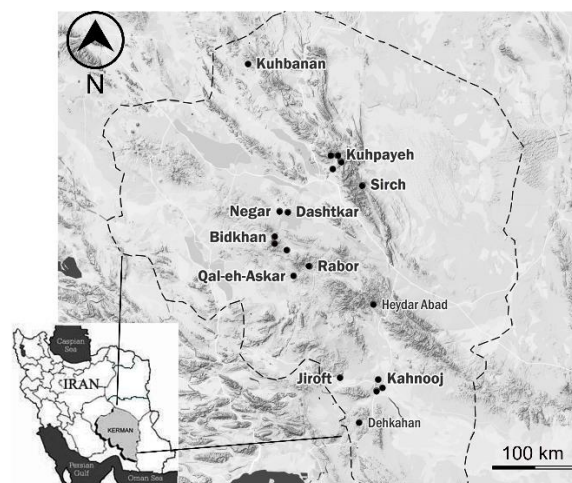 N
Kuhbanan
Kuhpayeh
Sirch
Negar
Dashtkar
Bidkhan
Rabor
Qal-eh-Askar
Heydar Abad
Jiroft
Kahnooj
Dehkahan
100 km
Caspian
Sea
IRAN
KERMAN
Persian
Gulf
Oman Sea